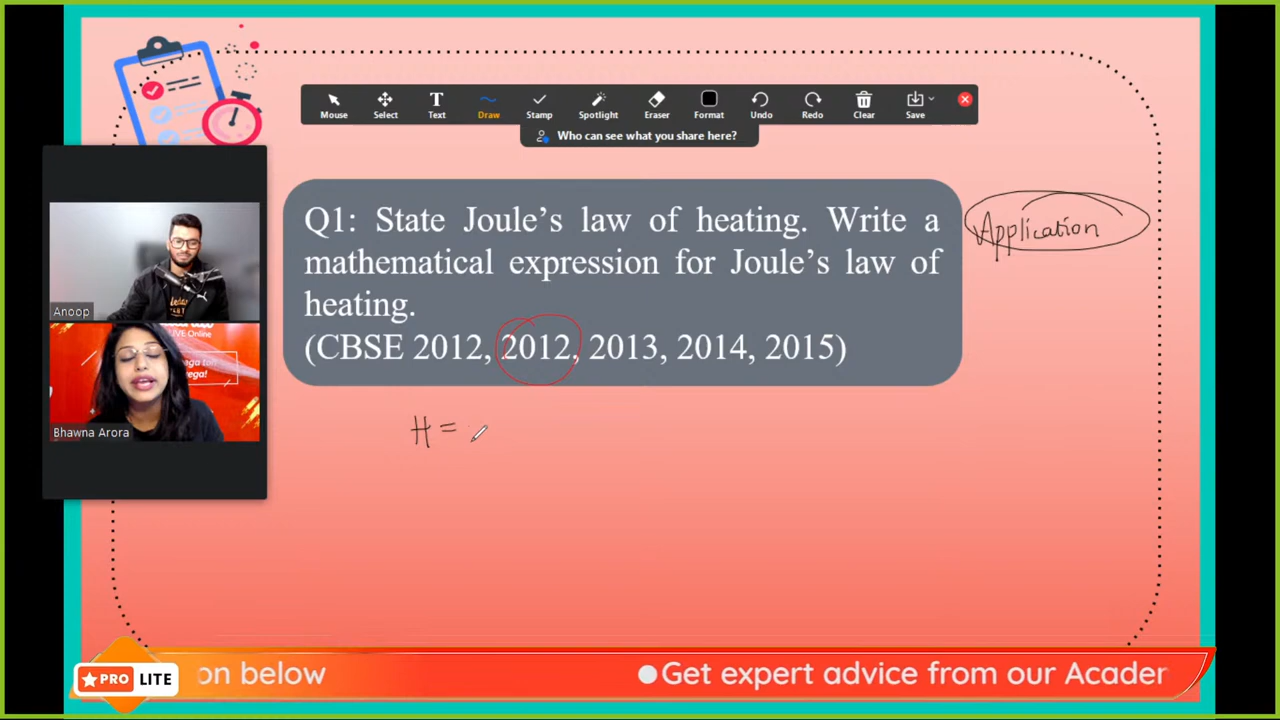 Mouse
Select
Text
Draw
Stamp
Spotlight
Eraser
Format
Undo
Redo
Clear
Save
Who can see what you share here?
Q1: State Joule's law of heating. Write a
mathematical expression for Joule's law of
heating.
(CBSE 2012, 2012, 2013, 2014, 2015)
Application
Anoop
LIVE Online
Bhawna Arora
H =
PRO LITE
on below
Get expert advice from our Acader